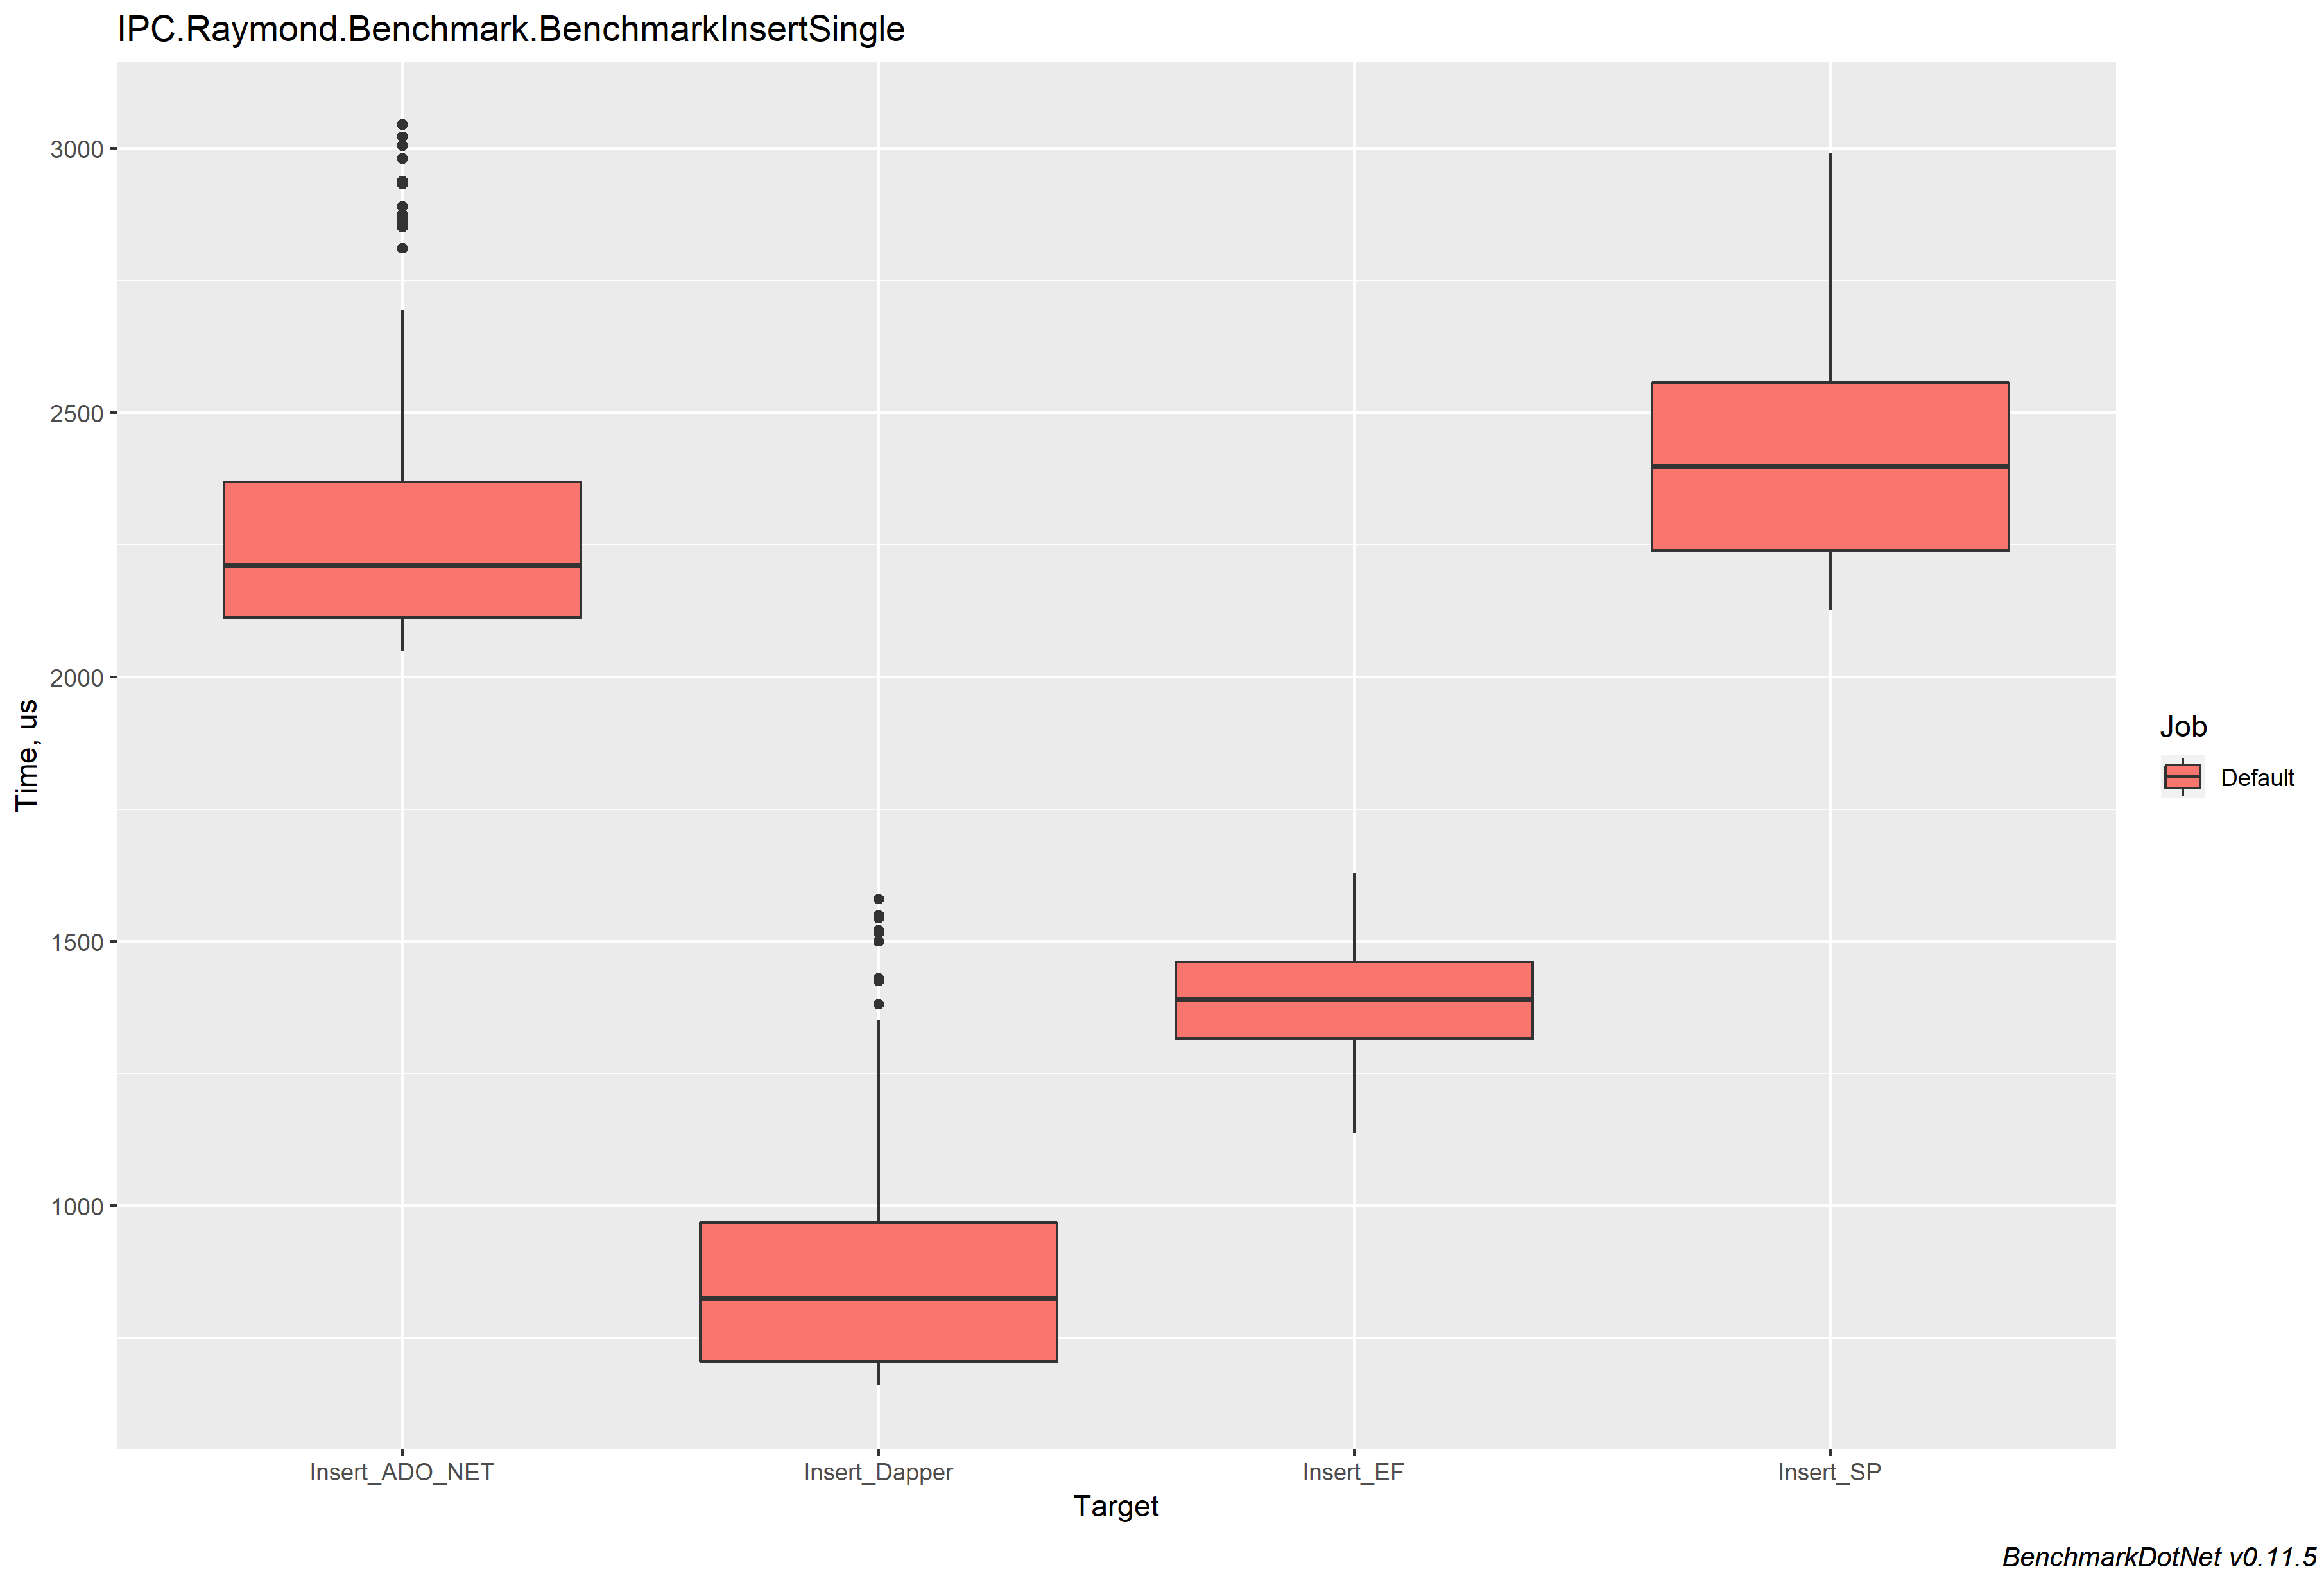 IPC.Raymond.Benchmark.BenchmarkInsertSingle
3000
2500
2000
1500
1000
Time, us
Insert_ADO_NET
Insert_Dapper
Insert_EF
Insert_SP
Target
Job
Default
BenchmarkDotNet v0.11.5